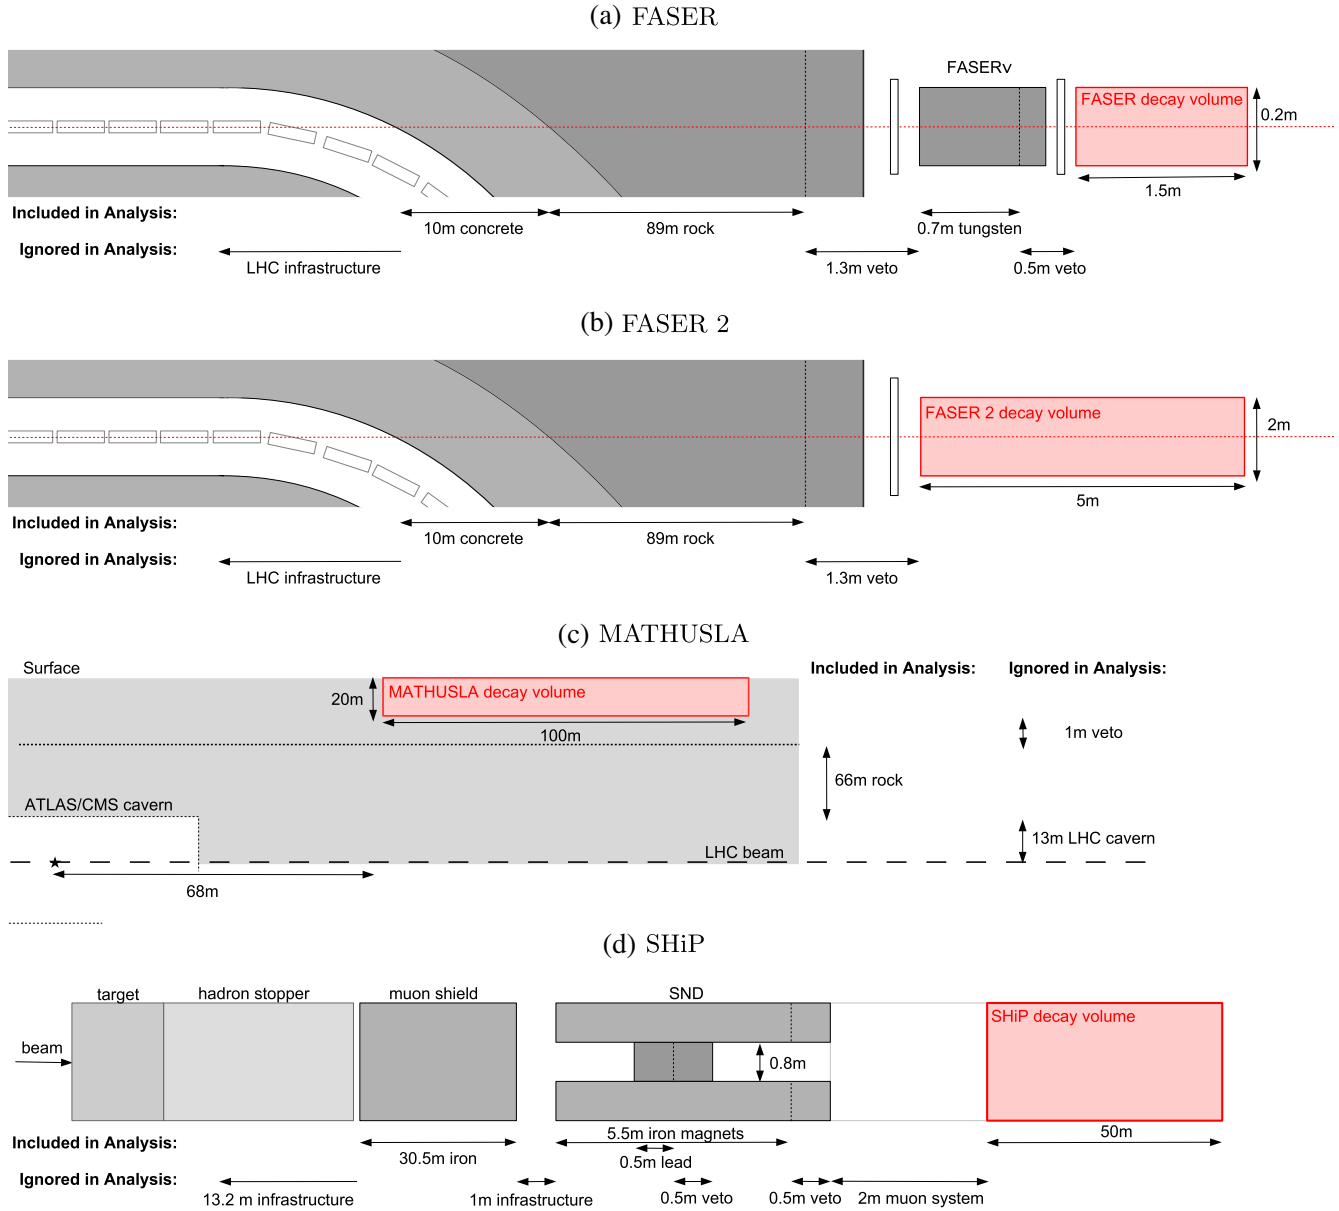 (a) FASER
FASERν
FASER decay volume
0.2m
1.5m
Included in Analysis:
10m concrete
89m rock
0.7m tungsten
Ignored in Analysis:
LHC infrastructure
1.3m veto
0.5m veto
(b) FASER 2
FASER 2 decay volume
2m
5m
Included in Analysis:
10m concrete
89m rock
Ignored in Analysis:
LHC infrastructure
1.3m veto
(c) MATHUSLA
Surface
Included in Analysis:
Ignored in Analysis:
20m
MATHUSLA decay volume
100m
1m veto
66m rock
ATLAS/CMS cavern
13m LHC cavern
LHC beam
68m
(d) SHiP
target
hadron stopper
muon shield
SND
SHiP decay volume
beam
0.8m
Included in Analysis:
5.5m iron magnets
50m
30.5m iron
0.5m lead
Ignored in Analysis:
13.2 m infrastructure
1m infrastructure
0.5m veto
0.5m veto
2m muon system